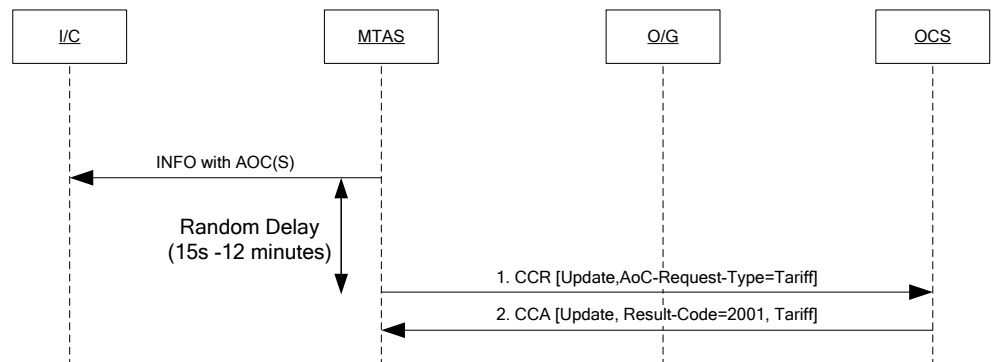 I/C
MTAS
O/G
OCS
INFO with AOC(S)
Random Delay
(15s -12 minutes)
1. CCR [Update,AoC-Request-Type=Tariff]
2. CCA [Update, Result-Code=2001, Tariff]